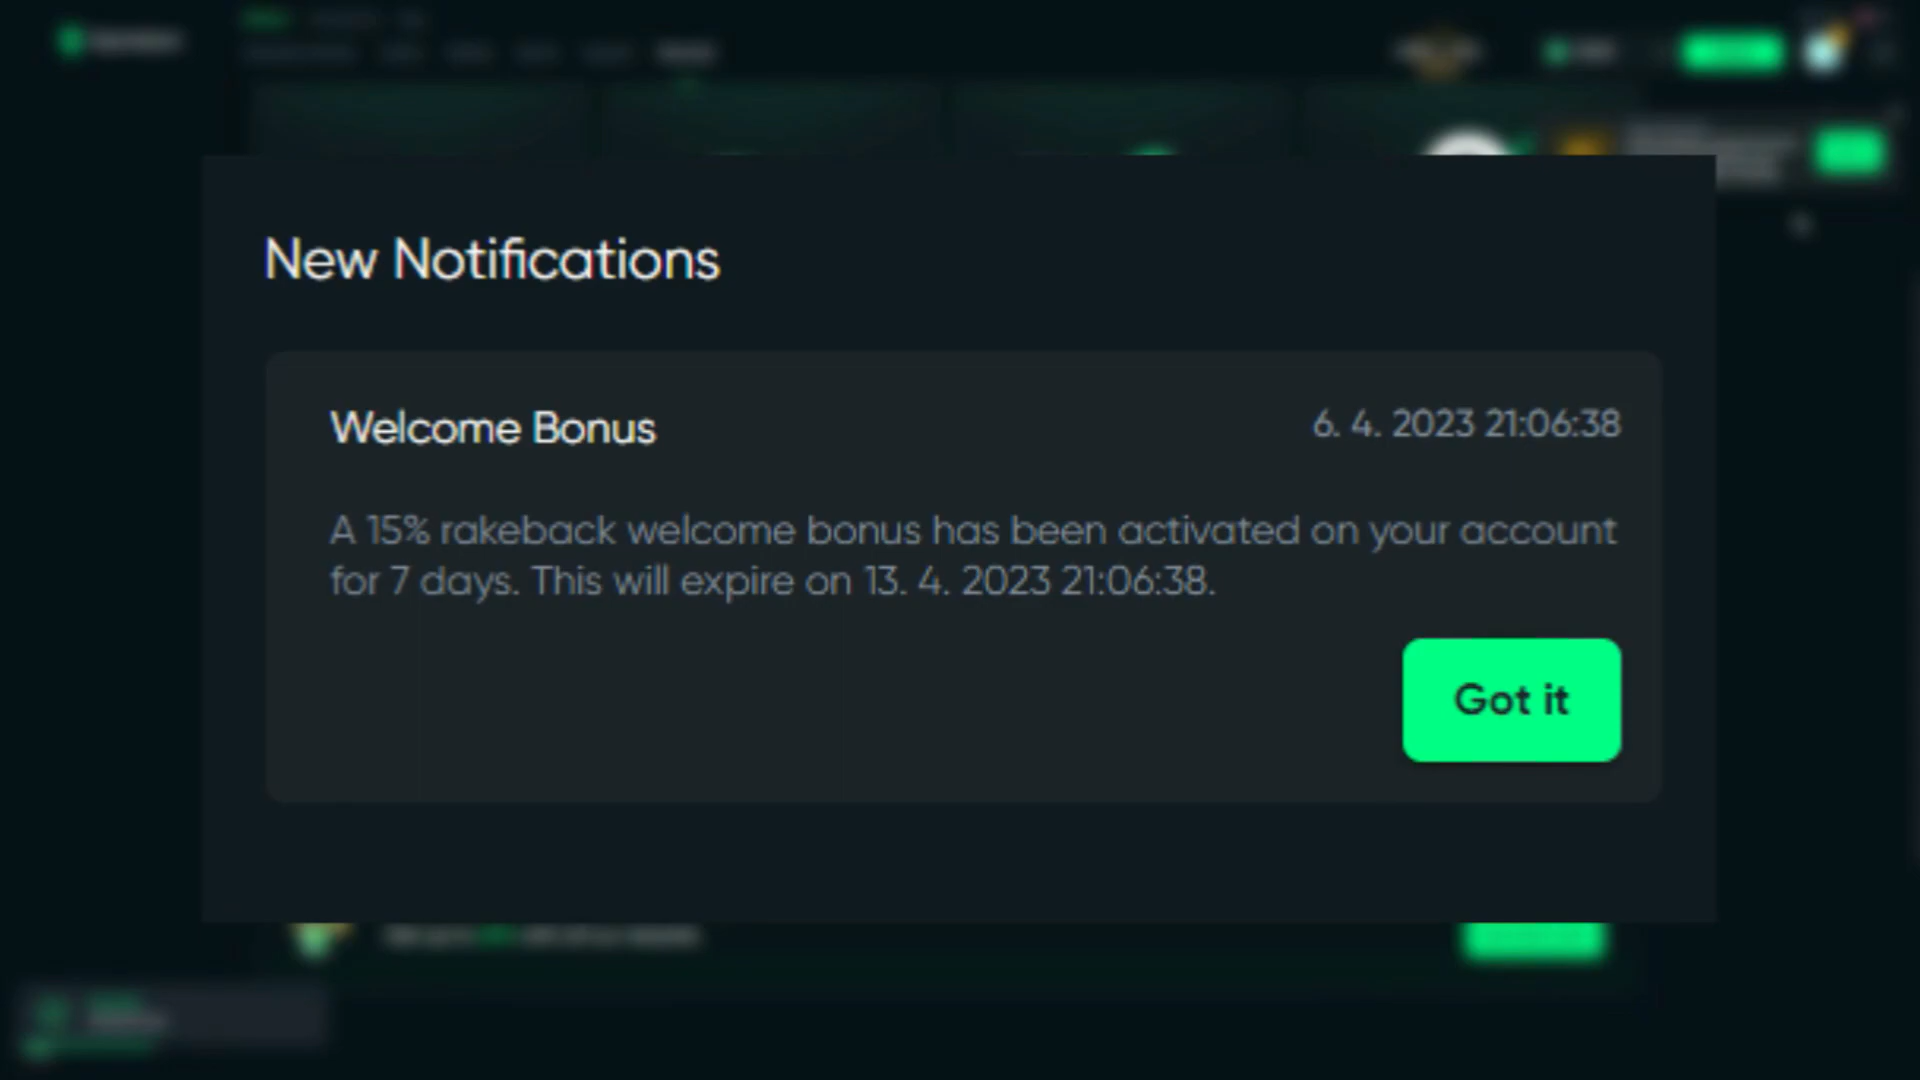 New Notifications
Welcome Bonus
6. 4. 2023 21:06:38
A 15% rakeback welcome bonus has been activated on your account
for 7 days. This will expire on 13. 4. 2023 21:06:38.
Got it